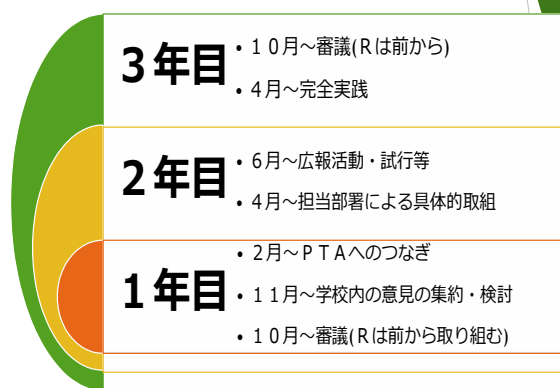 3年目
・10月～審議(Rは前から)
・4月～完全実践
2年目
・6月～広報活動・試行等
・4月～担当部署による具体的取組
1年目
・2月～PTAへのつなぎ
・11月～学校内の意見の集約・検討
・10月～審議(Rは前から取り組む)